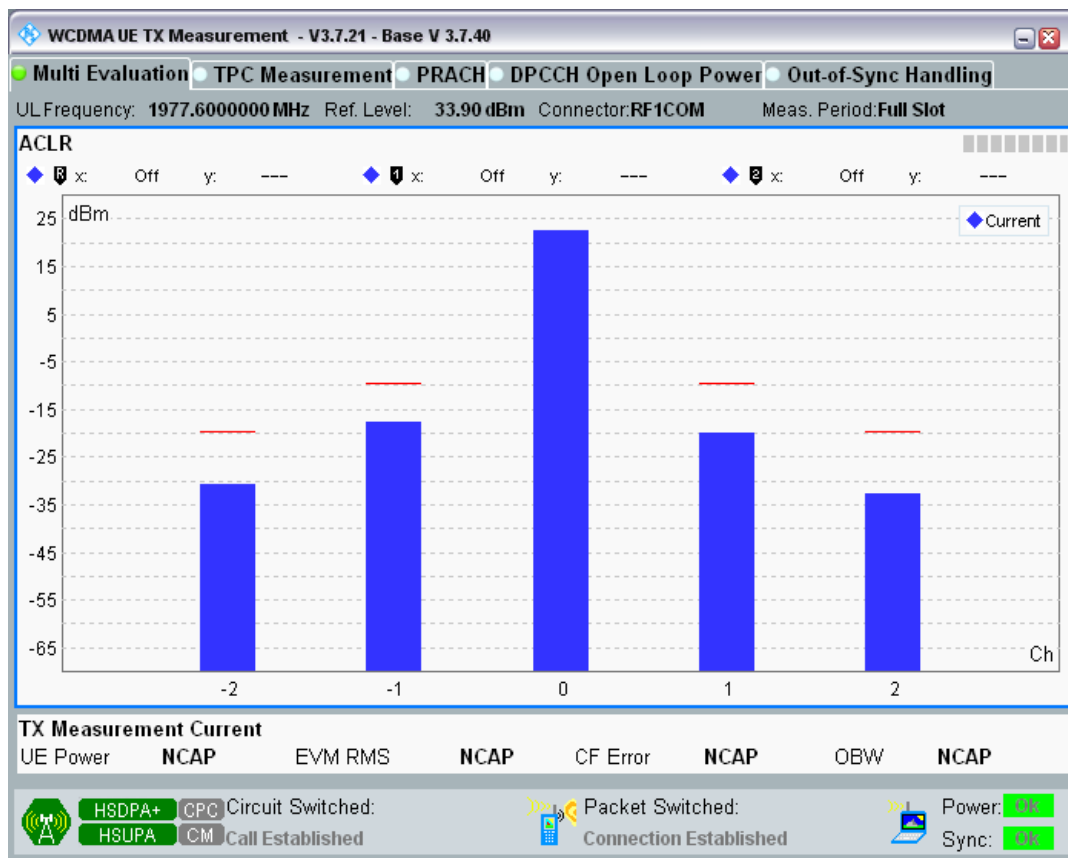 WCDMA UE TX Measurement - V3.7.21 - Base V 3.7.40
Multi Evaluation TPC Measurement PRACH DPCCH Open Loop Power Out-of-Sync Handling
UL Frequency: 1977.6000000 MHz Ref. Level: 33.90 dBm Connector:RF1COM Meas. Period:Full Slot
ACLR
R x: Off y: --- 1 x: Off y: --- 2 x: Off y: ---
dBm
Current
25
15
5
-5
-15
-25
-35
-45
-55
-65
Ch
-2 -1 0 1 2
TX Measurement Current
UE Power NCAP EVM RMS NCAP CF Error NCAP OBW NCAP
HSDPA+ CPC Circuit Switched: Packet Switched: Power: Ok
HSUPA CM Call Established Connection Established Sync: Ok